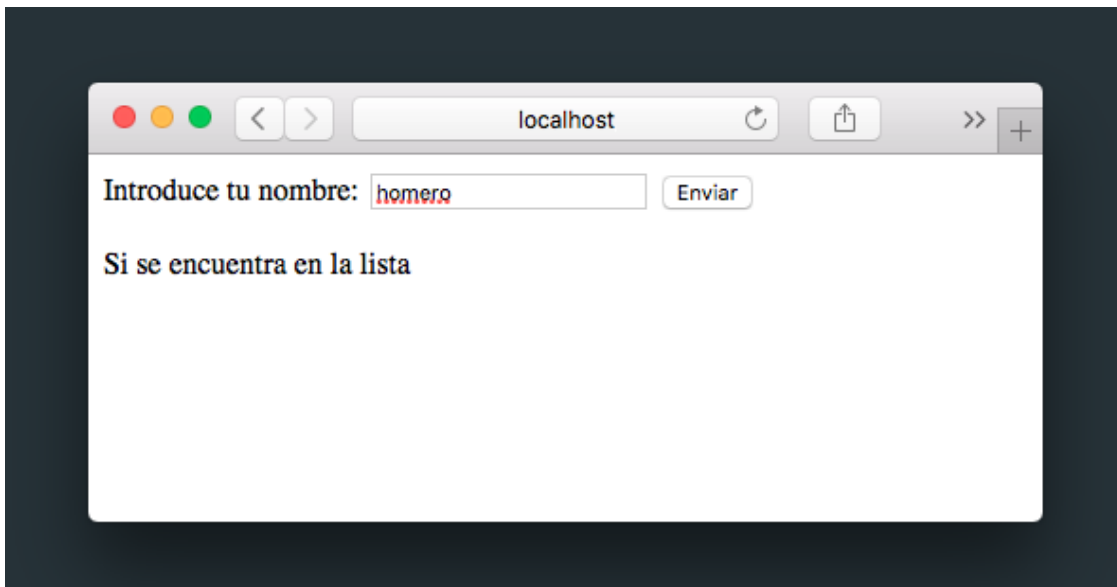 localhost
Introduce tu nombre: homero Enviar
Si se encuentra en la lista